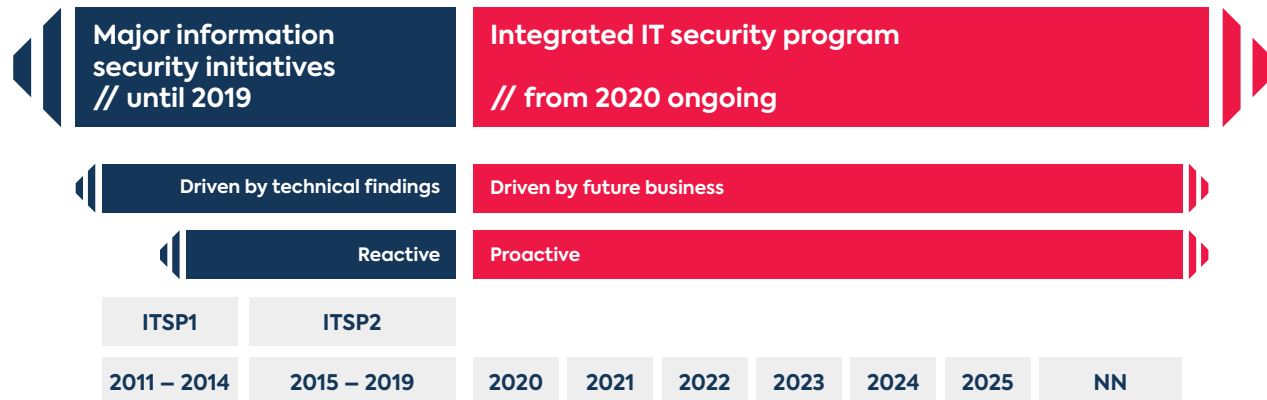 Major information
security initiatives
// until 2019
Integrated IT security program
// from 2020 ongoing
Driven by technical findings
Driven by future business
Reactive
Proactive
ITSP1
ITSP2
2011 – 2014
2015 – 2019
2020
2021
2022
2023
2024
2025
NN